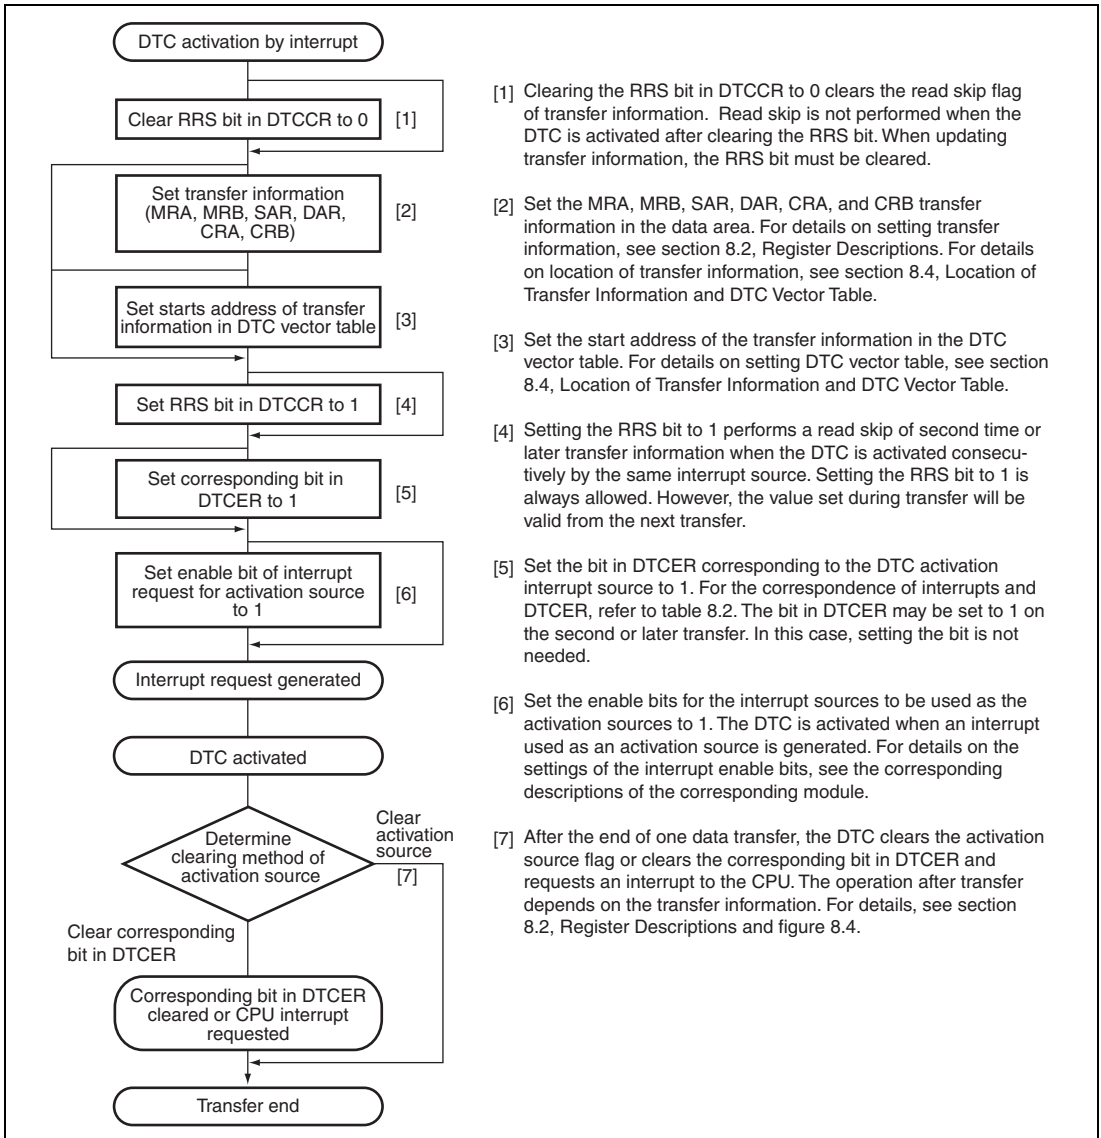 DTC activation by interrupt
Clear RRS bit in DTCCR to 0
[1]
Set transfer information
(MRA, MRB, SAR, DAR,
CRA, CRB)
[2]
Set starts address of transfer
information in DTC vector table
[3]
Set RRS bit in DTCCR to 1
[4]
Set corresponding bit in
DTCER to 1
[5]
Set enable bit of interrupt
request for activation source
to 1
[6]
Interrupt request generated
DTC activated
Determine
clearing method of
activation source
Clear
activation
source
[7]
Clear corresponding
bit in DTCER
Corresponding bit in DTCER
cleared or CPU interrupt
requested
Transfer end
[1] Clearing the RRS bit in DTCCR to 0 clears the read skip flag
of transfer information. Read skip is not performed when the
DTC is activated after clearing the RRS bit. When updating
transfer information, the RRS bit must be cleared.
[2] Set the MRA, MRB, SAR, DAR, CRA, and CRB transfer
information in the data area. For details on setting transfer
information, see section 8.2, Register Descriptions. For details
on location of transfer information, see section 8.4, Location of
Transfer Information and DTC Vector Table.
[3] Set the start address of the transfer information in the DTC
vector table. For details on setting DTC vector table, see section
8.4, Location of Transfer Information and DTC Vector Table.
[4] Setting the RRS bit to 1 performs a read skip of second time or
later transfer information when the DTC is activated consecu-
tively by the same interrupt source. Setting the RRS bit to 1 is
always allowed. However, the value set during transfer will be
valid from the next transfer.
[5] Set the bit in DTCER corresponding to the DTC activation
interrupt source to 1. For the correspondence of interrupts and
DTCER, refer to table 8.2. The bit in DTCER may be set to 1 on
the second or later transfer. In this case, setting the bit is not
needed.
[6] Set the enable bits for the interrupt sources to be used as the
activation sources to 1. The DTC is activated when an interrupt
used as an activation source is generated. For details on the
settings of the interrupt enable bits, see the corresponding
descriptions of the corresponding module.
[7] After the end of one data transfer, the DTC clears the activation
source flag or clears the corresponding bit in DTCER and
requests an interrupt to the CPU. The operation after transfer
depends on the transfer information. For details, see section
8.2, Register Descriptions and figure 8.4.